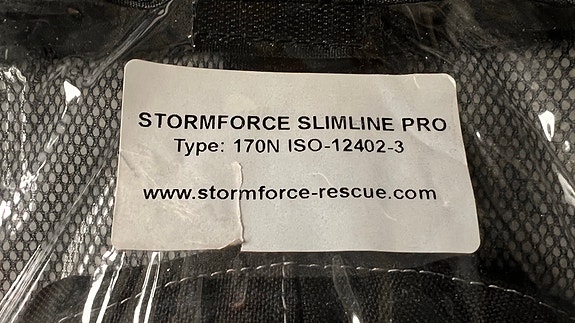 STORMFORCE SLIMLINE PRO
Type: 170N ISO-12402-3
www.stormforce-rescue.com